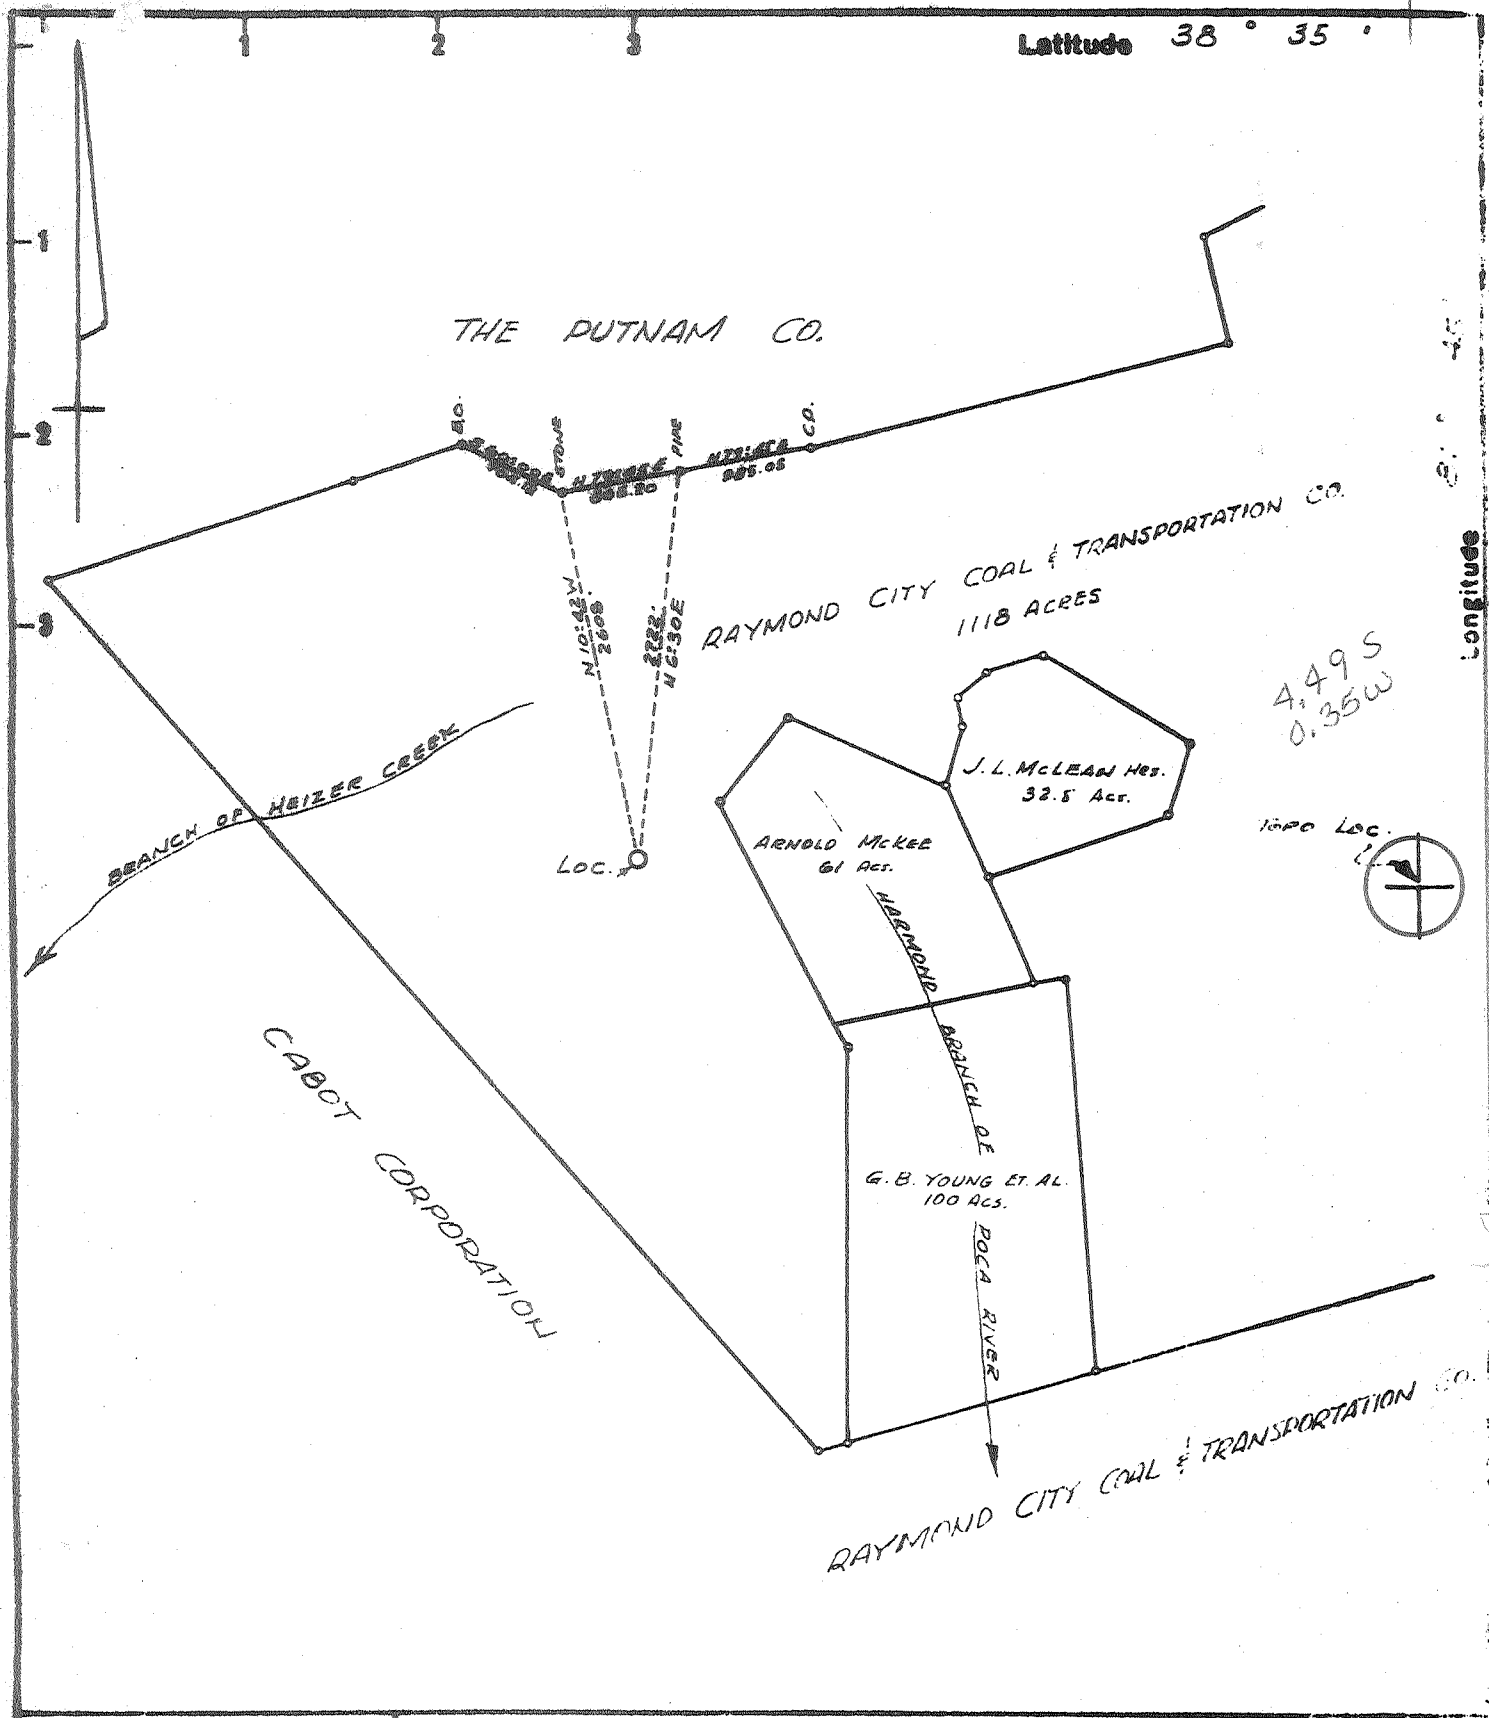 1 2 3
Latitude 38 ° 35 '
1
2
3
THE PUTNAM CO.
STONE
PIPE
C.O.
985.05
N 10:42 W
2608.
2722.
N 6:30 E
RAYMOND CITY COAL & TRANSPORTATION CO.
1118 ACRES
Longitude
4.49 S
0.35 W
BRANCH OF HEIZER CREEK
J. L. McLEAN Hrs.
32.5 Acs.
ARNOLD McKEE
61 Acs.
TOPO LOC.
LOC.
HARMOND BRANCH OF POCA RIVER
CABOT CORPORATION
G. B. YOUNG ET. AL.
100 Acs.
RAYMOND CITY COAL & TRANSPORTATION CO.